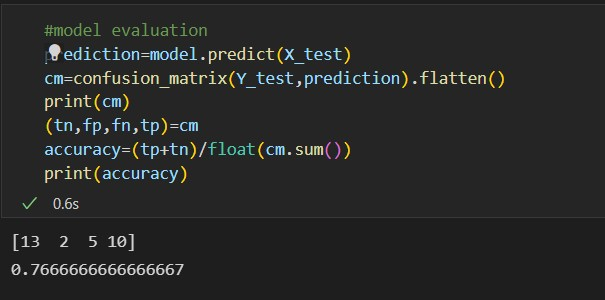 #model evaluation
prediction=model.predict(X_test)
cm=confusion_matrix(Y_test,prediction).flatten()
print(cm)
(tn,fp,fn,tp)=cm
accuracy=(tp+tn)/float(cm.sum())
print(accuracy)
0.6s
[13  2  5 10]
0.7666666666666667